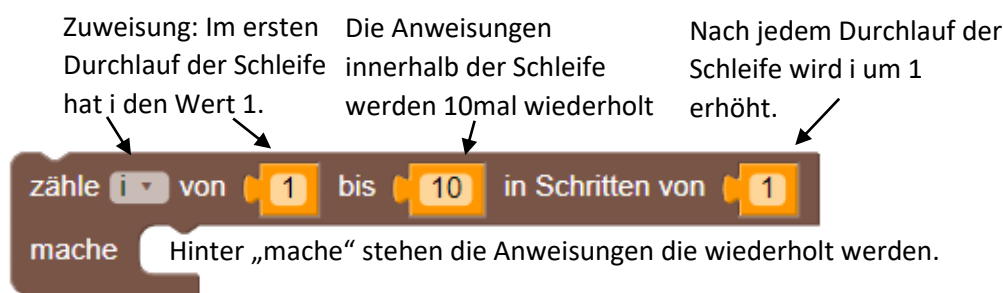 Zuweisung: Im ersten
Durchlauf der Schleife
hat i den Wert 1.
Die Anweisungen
innerhalb der Schleife
werden 10mal wiederholt
Nach jedem Durchlauf der
Schleife wird i um 1
erhöht.
zähle i von 1 bis 10 in Schritten von 1
mache Hinter „mache“ stehen die Anweisungen die wiederholt werden.